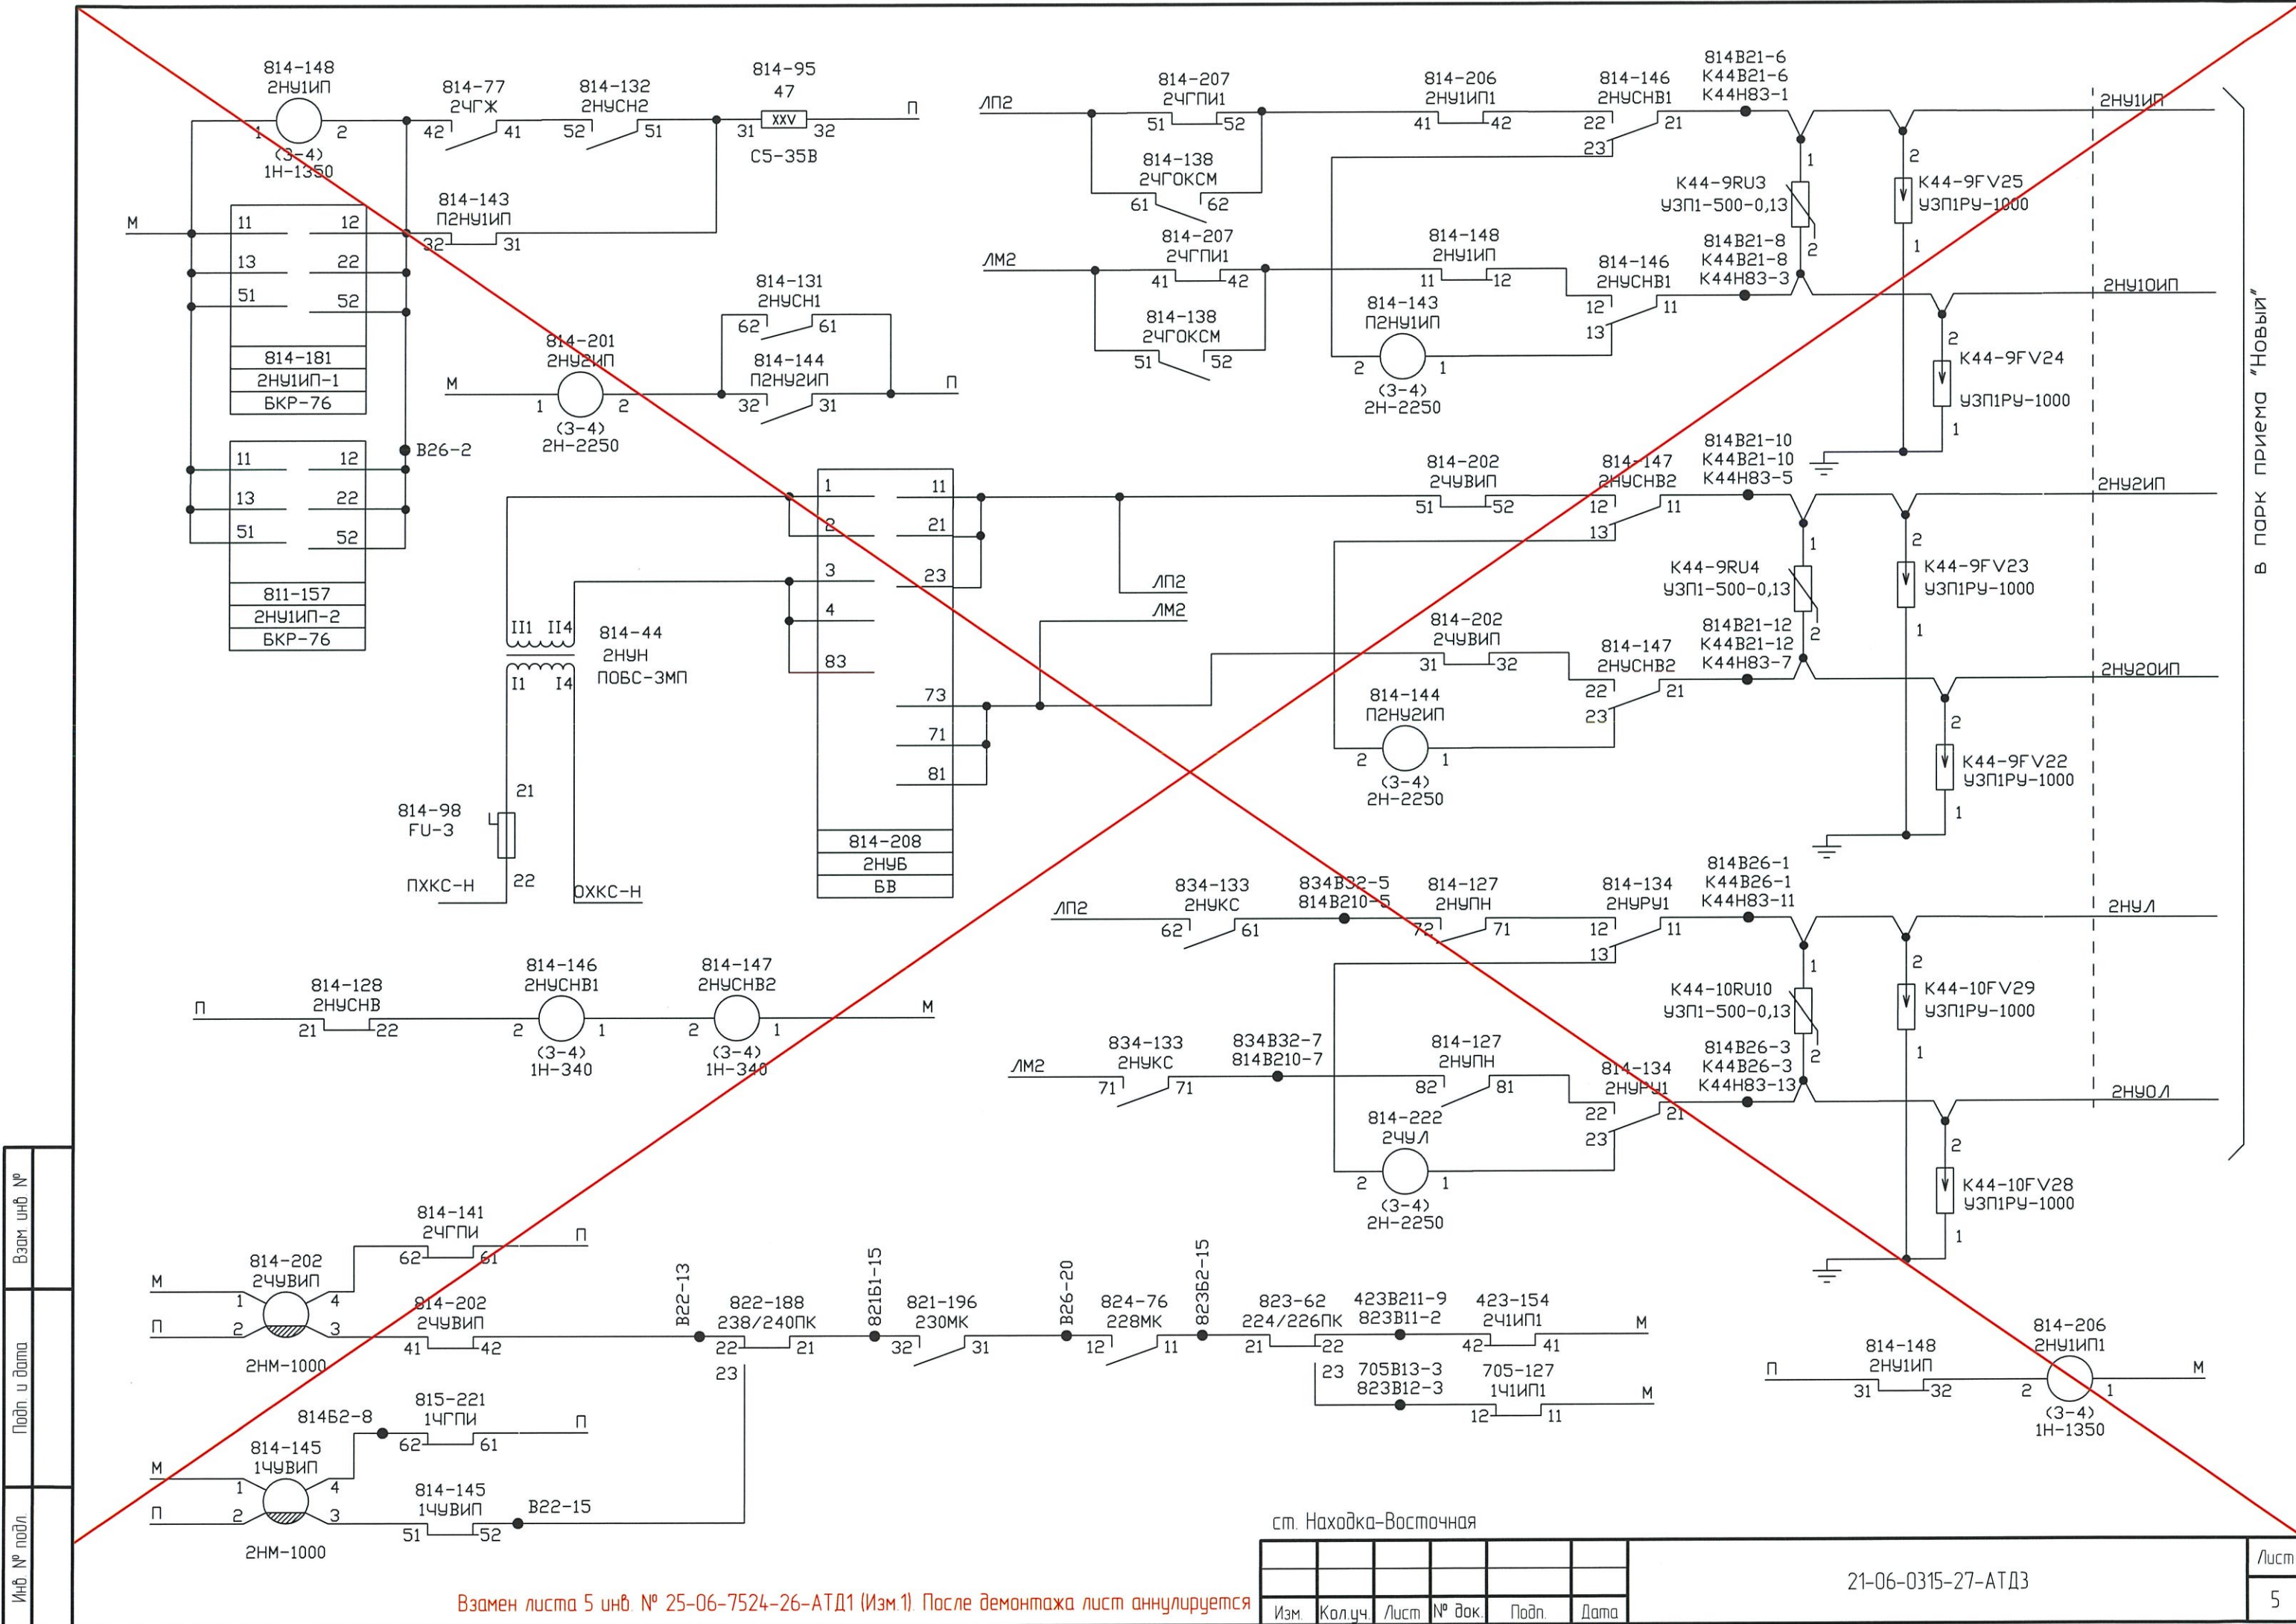 814-148
2НУ1ИП
1
2
(3-4)
1Н-1350
814-77
2ЧГЖ
42
41
814-132
2НУСН2
52
51
814-95
47
31
XXV
32
С5-35В
П
814-143
П2НУ1ИП
32
31
М
11
12
13
22
51
52
814-181
2НУ1ИП-1
БКР-76
В26-2
11
12
13
22
51
52
811-157
2НУ1ИП-2
БКР-76
814-131
2НУСН1
62
61
814-201
2НУ2ИП
М
1
2
(3-4)
2Н-2250
814-144
П2НУ2ИП
32
31
П
1
11
2
21
3
23
4
83
73
71
81
814-208
2НУБ
БВ
ЛП2
ЛМ2
II1
II4
I1
I4
814-44
2НУН
ПОБС-3МП
21
814-98
FU-3
22
ПХКС-Н
ОХКС-Н
ЛП2
814-207
2ЧГПИ1
51
52
814-138
2ЧГОКСМ
61
62
814-206
2НУ1ИП1
41
42
814-146
2НУСНВ1
22
21
23
814В21-6
К44В21-6
К44Н83-1
2НУ1ИП
1
К44-9RU3
УЗП1-500-0,13
2
2
К44-9FV25
УЗП1РУ-1000
1
ЛМ2
814-207
2ЧГПИ1
41
42
814-138
2ЧГОКСМ
51
52
814-148
2НУ1ИП
11
12
814-146
2НУСНВ1
12
11
13
814-143
П2НУ1ИП
2
1
(3-4)
2Н-2250
814В21-8
К44В21-8
К44Н83-3
2НУ1ОИП
2
К44-9FV24
УЗП1РУ-1000
1
в парк приема "Новый"
814-202
2ЧУВИП
51
52
814-147
2НУСНВ2
12
11
13
814В21-10
К44В21-10
К44Н83-5
2НУ2ИП
1
К44-9RU4
УЗП1-500-0,13
2
2
К44-9FV23
УЗП1РУ-1000
1
814-202
2ЧУВИП
31
32
814-147
2НУСНВ2
22
21
23
814-144
П2НУ2ИП
2
1
(3-4)
2Н-2250
814В21-12
К44В21-12
К44Н83-7
2НУ2ОИП
2
К44-9FV22
УЗП1РУ-1000
1
ЛП2
834-133
2НУКС
62
61
834В32-5
814В210-5
814-127
2НУПН
72
71
814-134
2НУРУ1
12
11
13
814В26-1
К44В26-1
К44Н83-11
2НУЛ
1
К44-10RU10
УЗП1-500-0,13
2
2
К44-10FV29
УЗП1РУ-1000
1
ЛМ2
834-133
2НУКС
71
71
834В32-7
814В210-7
814-127
2НУПН
82
81
814-134
2НУРУ1
22
21
23
814-222
2ЧУЛ
2
1
(3-4)
2Н-2250
814В26-3
К44В26-3
К44Н83-13
2НУОЛ
2
К44-10FV28
УЗП1РУ-1000
1
П
814-128
2НУСНВ
21
22
814-146
2НУСНВ1
2
1
(3-4)
1Н-340
814-147
2НУСНВ2
2
1
(3-4)
1Н-340
М
814-141
2ЧГПИ
62
61
П
М
814-202
2ЧУВИП
1
4
П
2
3
2НМ-1000
814-202
2ЧУВИП
41
42
В22-13
822-188
238/240ПК
22
21
23
821Б1-15
821-196
230МК
32
31
В26-20
824-76
228МК
12
11
823Б2-15
823-62
224/226ПК
21
22
23
423В211-9
823В11-2
423-154
2Ч1ИП1
42
41
М
705В13-3
823В12-3
705-127
1Ч1ИП1
12
11
М
814Б2-8
815-221
1ЧГПИ
62
61
П
М
814-145
1ЧУВИП
1
4
П
2
3
2НМ-1000
814-145
1ЧУВИП
51
52
В22-15
П
814-148
2НУ1ИП
31
32
814-206
2НУ1ИП1
2
1
(3-4)
1Н-1350
М
Взам инв №
Подп. и дата
Инв № подл.
ст. Находка-Восточная
Изм.
Кол.уч.
Лист
№ док.
Подп.
Дата
21-06-0315-27-АТДЗ
Лист
5
Взамен листа 5 инв. № 25-06-7524-26-АТД1 (Изм.1). После демонтажа лист аннулируется